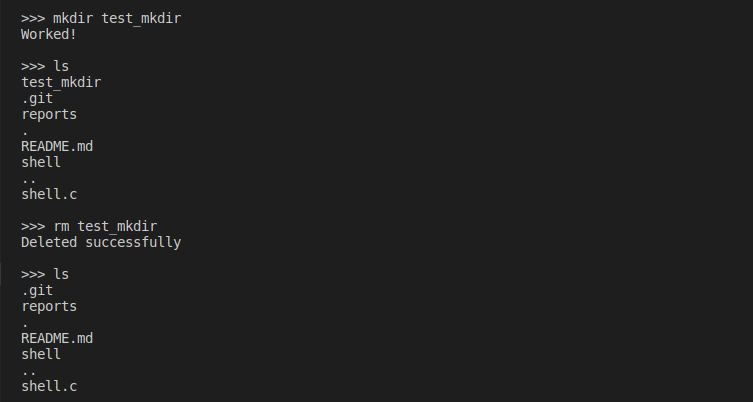 >>> mkdir test_mkdir
Worked!
>>> ls
test_mkdir
.git
reports
.
README.md
shell
..
shell.c
>>> rm test_mkdir
Deleted successfully
>>> ls
.git
reports
.
README.md
shell
..
shell.c